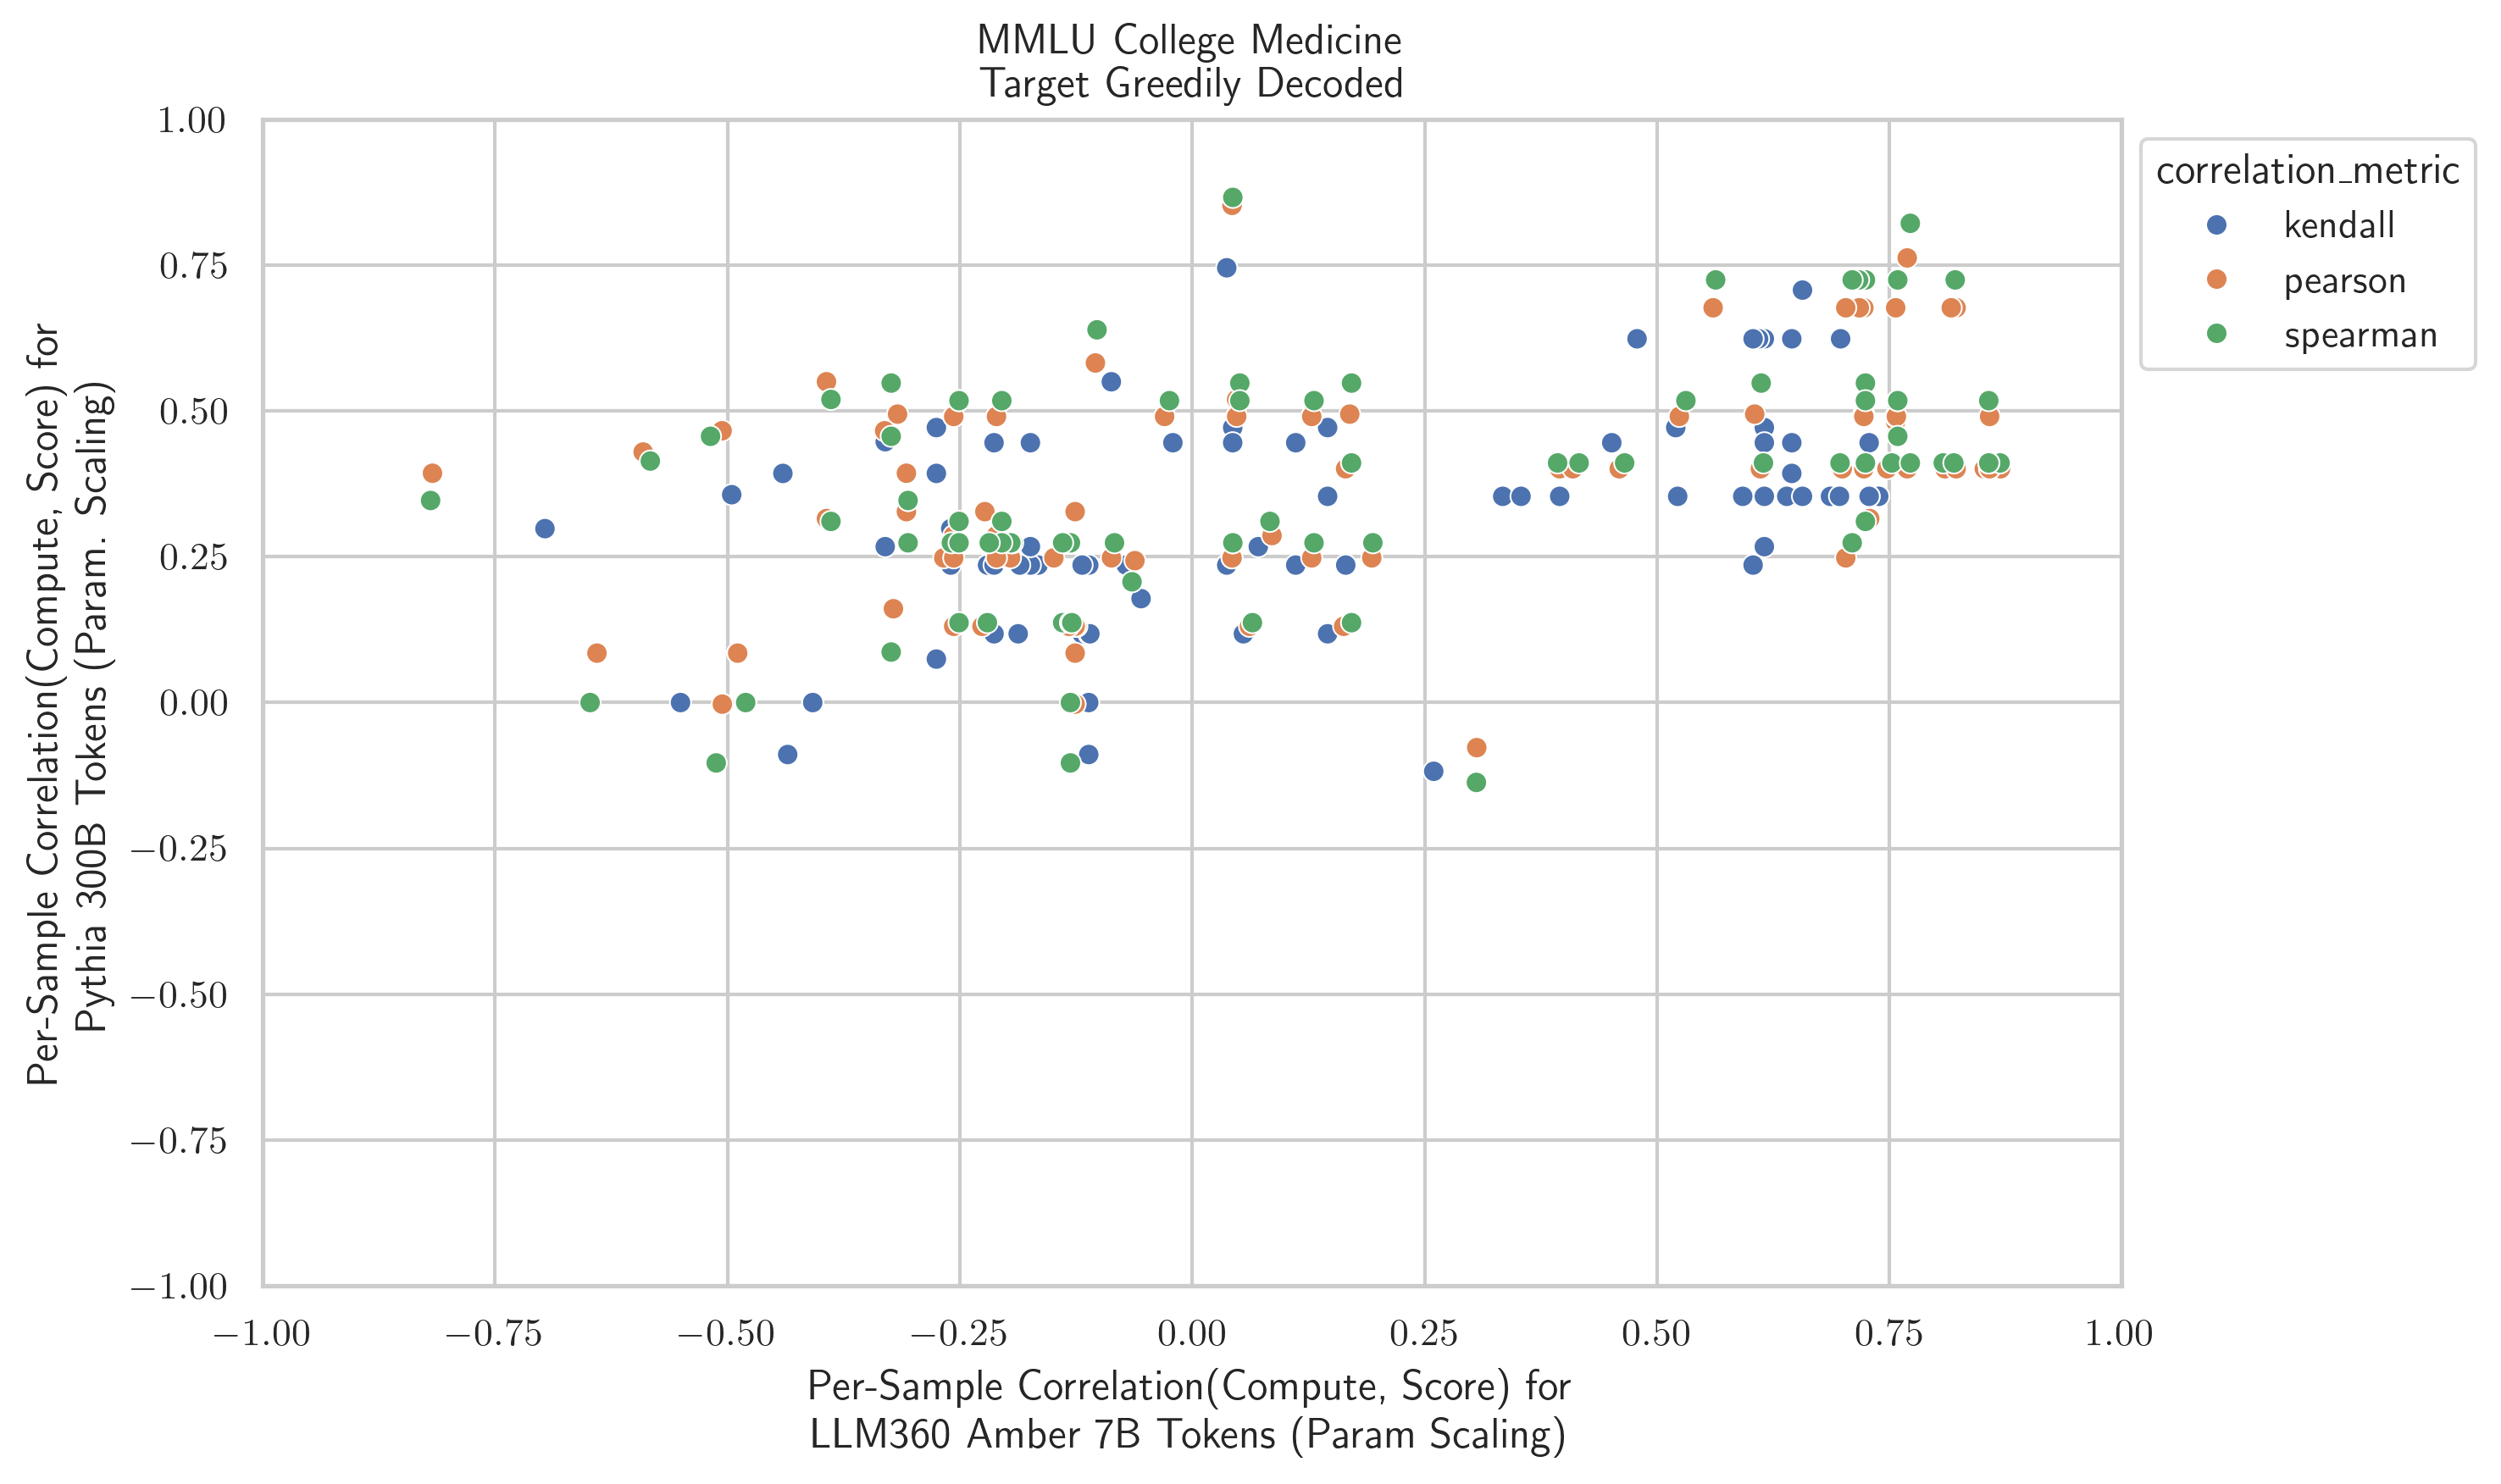 MMLU College Medicine
Target Greedily Decoded
Per-Sample Correlation(Compute, Score) for
Pythia 300B Tokens (Param. Scaling)
1.00
0.75
0.50
0.25
0.00
−0.25
−0.50
−0.75
−1.00
correlation_metric
kendall
pearson
spearman
−1.00 −0.75 −0.50 −0.25 0.00 0.25 0.50 0.75 1.00
Per-Sample Correlation(Compute, Score) for
LLM360 Amber 7B Tokens (Param Scaling)